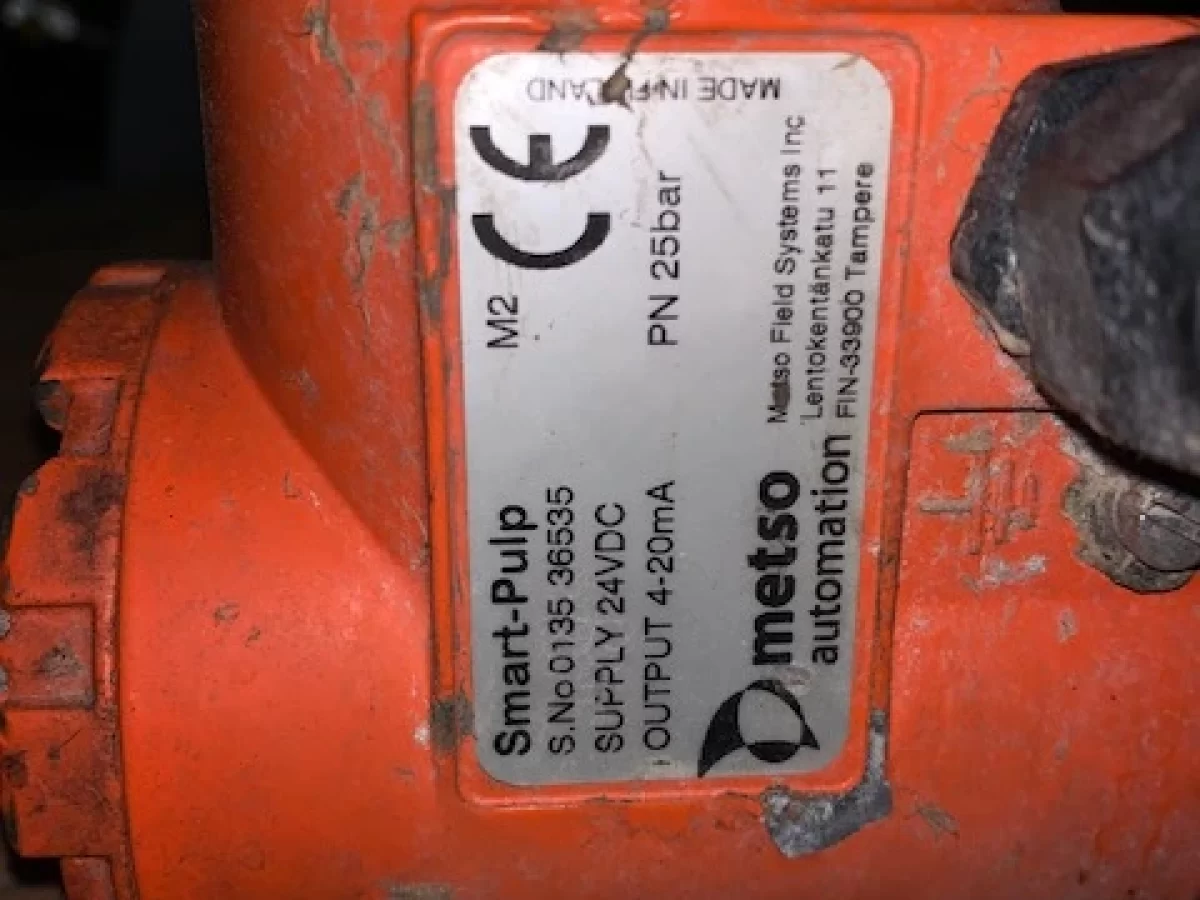 Smart-Pulp M2
S.No 0135 36535
SUPPLY 24VDC
OUTPUT 4-20mA PN 25bar
CE
metso
automation
Metso Field Systems Inc
Lentokentänkatu 11
FIN-33900 Tampere
MADE IN FINLAND